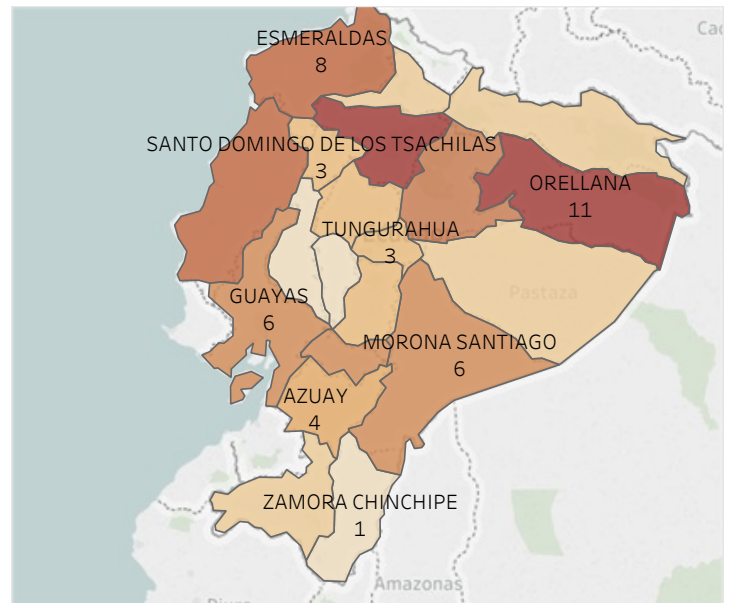 ESMERALDAS
8
SANTO DOMINGO DE LOS TSACHILAS
3
ORELLANA
11
TUNGURAHUA
3
Pastaza
GUAYAS
6
MORONA SANTIAGO
6
AZUAY
4
ZAMORA CHINCHIPE
1
Amazonas